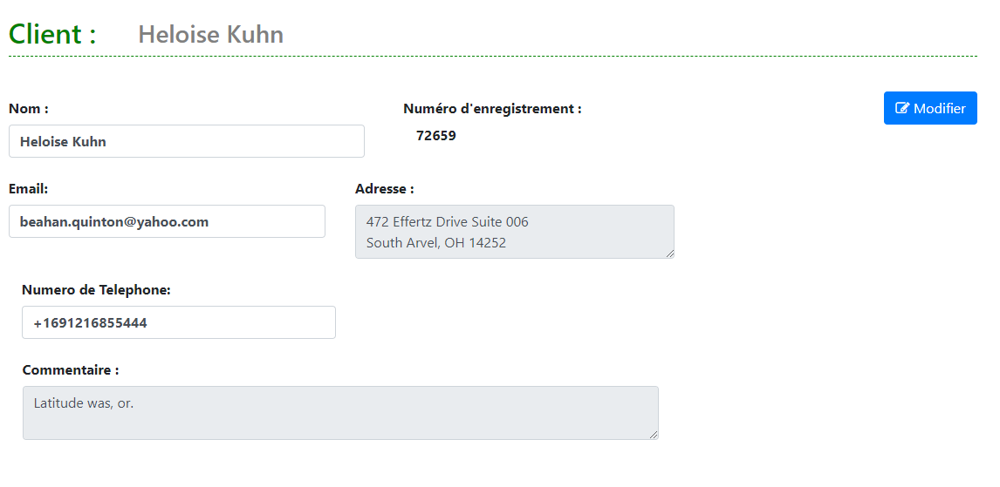 Client : Heloise Kuhn
Nom :
Numéro d'enregistrement :
Modifier
Heloise Kuhn
72659
Email:
Adresse :
beahan.quinton@yahoo.com
472 Effertz Drive Suite 006
South Arvel, OH 14252
Numero de Telephone:
+1691216855444
Commentaire :
Latitude was, or.